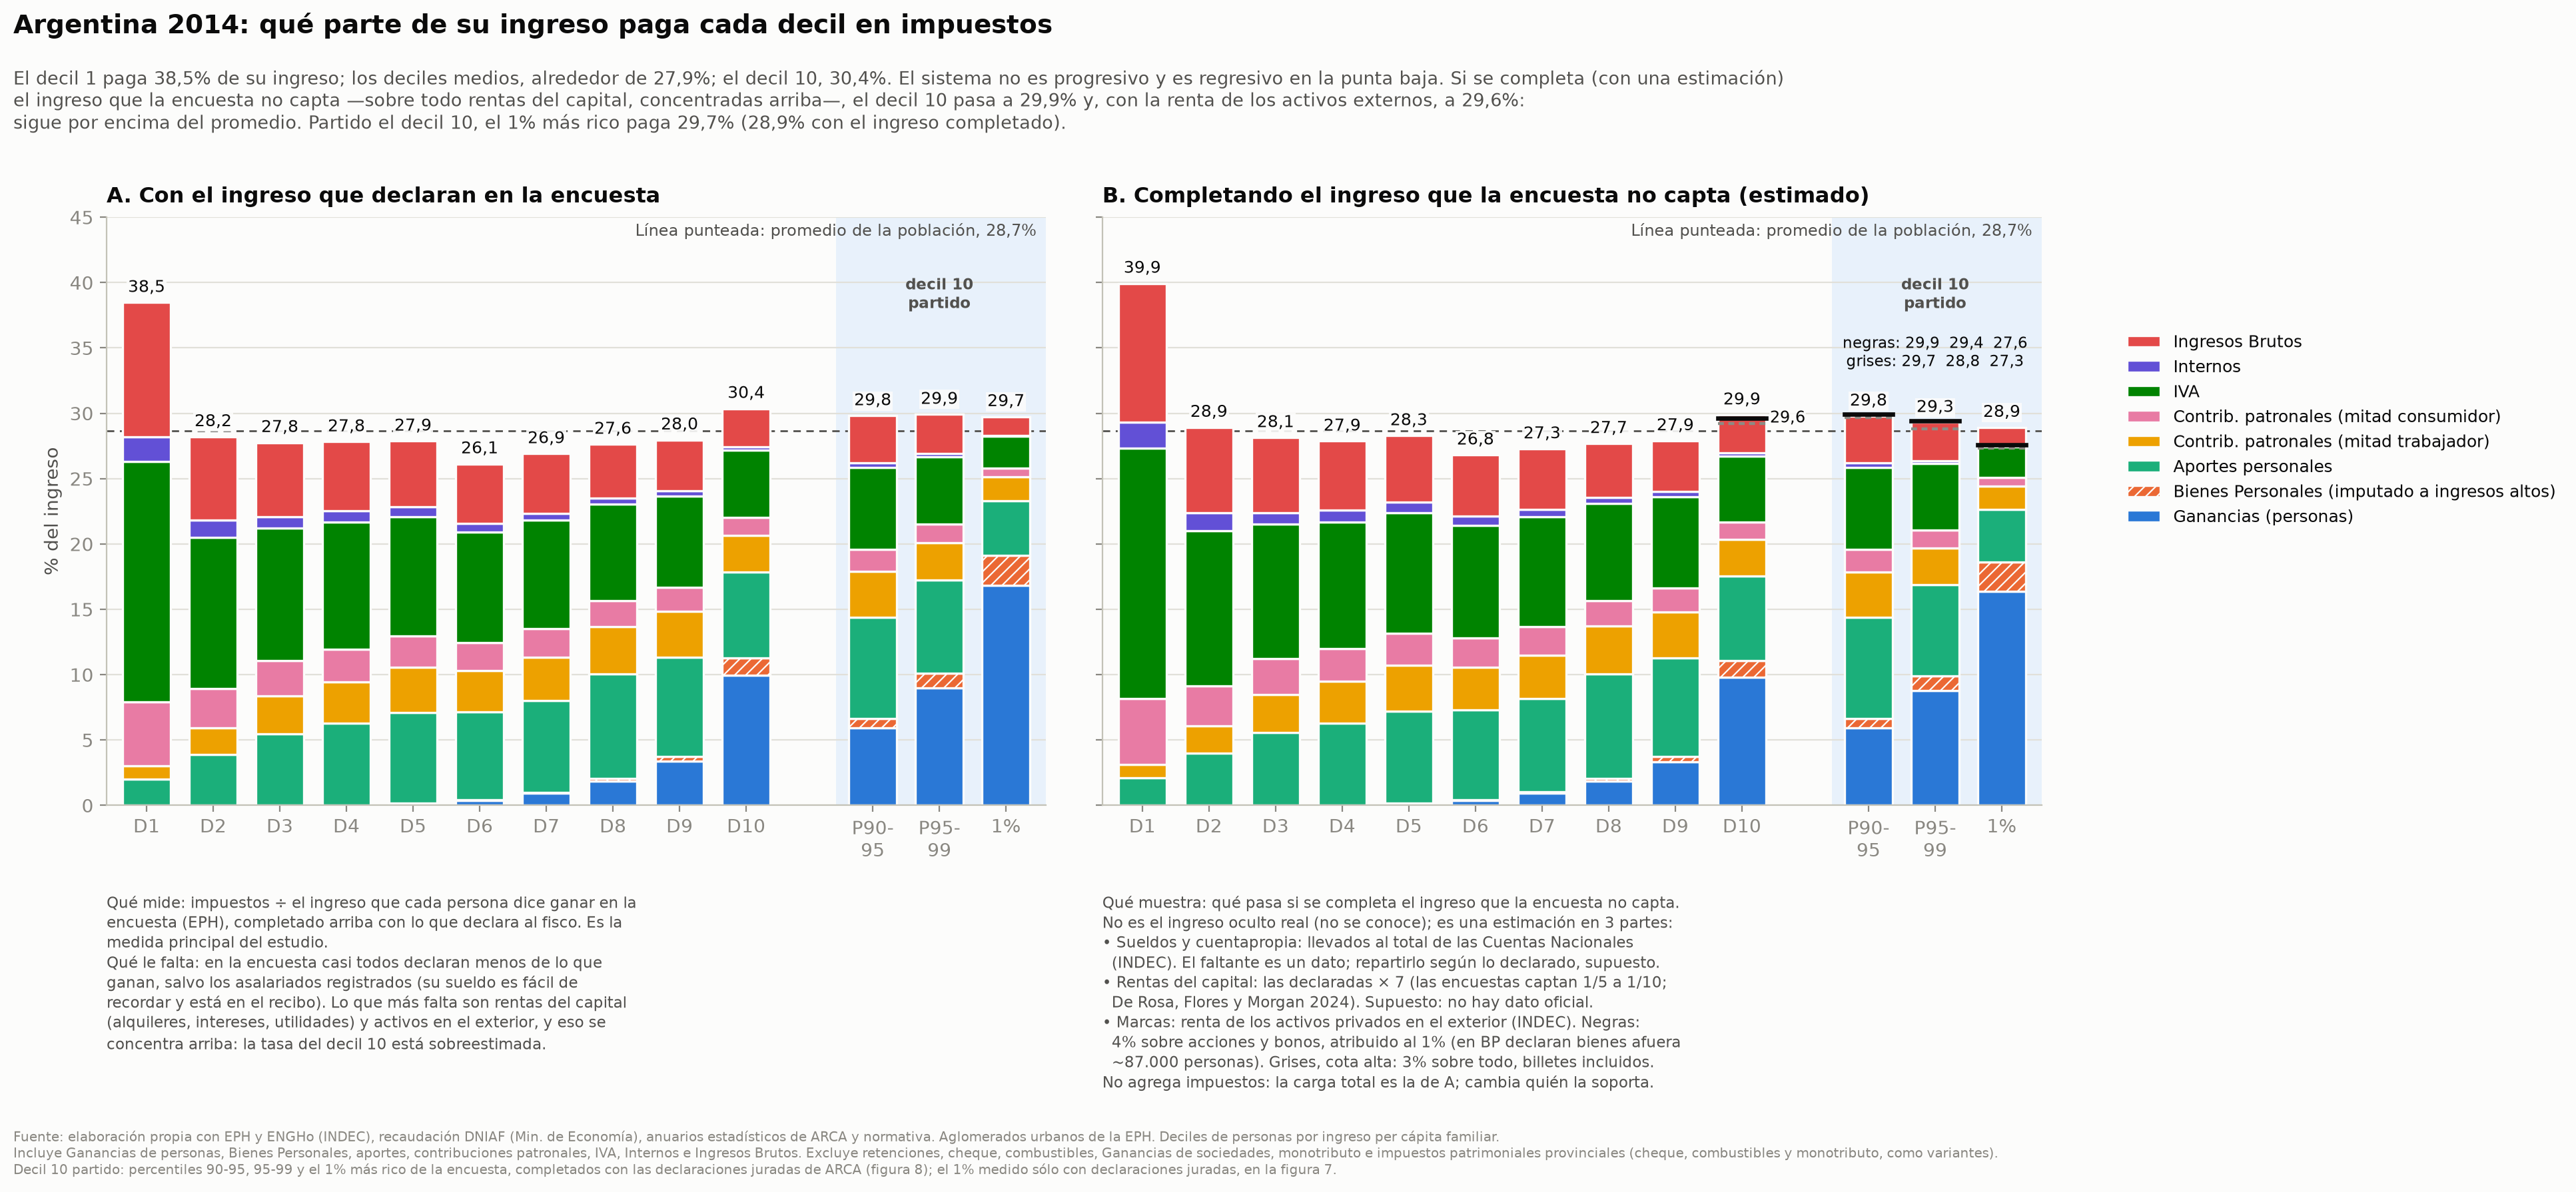 Argentina 2014: qué parte de su ingreso paga cada decil en impuestos
El decil 1 paga 38,5% de su ingreso; los deciles medios, alrededor de 27,9%; el decil 10, 30,4%. El sistema no es progresivo y es regresivo en la punta baja. Si se completa (con una estimación)
el ingreso que la encuesta no capta —sobre todo rentas del capital, concentradas arriba—, el decil 10 pasa a 29,9% y, con la renta de los activos externos, a 29,6%:
sigue por encima del promedio. Partido el decil 10, el 1% más rico paga 29,7% (28,9% con el ingreso completado).
A. Con el ingreso que declaran en la encuesta
Línea punteada: promedio de la población, 28,7%
decil 10
partido
% del ingreso
45
40
35
30
25
20
15
10
5
0
38,5
28,2
27,8
27,8
27,9
26,1
26,9
27,6
28,0
30,4
29,8
29,9
29,7
D1
D2
D3
D4
D5
D6
D7
D8
D9
D10
P90-
95
P95-
99
1%
Qué mide: impuestos ÷ el ingreso que cada persona dice ganar en la
encuesta (EPH), completado arriba con lo que declara al fisco. Es la
medida principal del estudio.
Qué le falta: en la encuesta casi todos declaran menos de lo que
ganan, salvo los asalariados registrados (su sueldo es fácil de
recordar y está en el recibo). Lo que más falta son rentas del capital
(alquileres, intereses, utilidades) y activos en el exterior, y eso se
concentra arriba: la tasa del decil 10 está sobreestimada.
B. Completando el ingreso que la encuesta no capta (estimado)
Línea punteada: promedio de la población, 28,7%
decil 10
partido
negras: 29,9 29,4 27,6
grises: 29,7 28,8 27,3
39,9
28,9
28,1
27,9
28,3
26,8
27,3
27,7
27,9
29,9
29,6
29,8
29,3
28,9
D1
D2
D3
D4
D5
D6
D7
D8
D9
D10
P90-
95
P95-
99
1%
Qué muestra: qué pasa si se completa el ingreso que la encuesta no capta.
No es el ingreso oculto real (no se conoce); es una estimación en 3 partes:
• Sueldos y cuentapropia: llevados al total de las Cuentas Nacionales
(INDEC). El faltante es un dato; repartirlo según lo declarado, supuesto.
• Rentas del capital: las declaradas × 7 (las encuestas captan 1/5 a 1/10;
De Rosa, Flores y Morgan 2024). Supuesto: no hay dato oficial.
• Marcas: renta de los activos privados en el exterior (INDEC). Negras:
4% sobre acciones y bonos, atribuido al 1% (en BP declaran bienes afuera
~87.000 personas). Grises, cota alta: 3% sobre todo, billetes incluidos.
No agrega impuestos: la carga total es la de A; cambia quién la soporta.
Ingresos Brutos
Internos
IVA
Contrib. patronales (mitad consumidor)
Contrib. patronales (mitad trabajador)
Aportes personales
Bienes Personales (imputado a ingresos altos)
Ganancias (personas)
Fuente: elaboración propia con EPH y ENGHo (INDEC), recaudación DNIAF (Min. de Economía), anuarios estadísticos de ARCA y normativa. Aglomerados urbanos de la EPH. Deciles de personas por ingreso per cápita familiar.
Incluye Ganancias de personas, Bienes Personales, aportes, contribuciones patronales, IVA, Internos e Ingresos Brutos. Excluye retenciones, cheque, combustibles, Ganancias de sociedades, monotributo e impuestos patrimoniales provinciales (cheque, combustibles y monotributo, como variantes).
Decil 10 partido: percentiles 90-95, 95-99 y el 1% más rico de la encuesta, completados con las declaraciones juradas de ARCA (figura 8); el 1% medido sólo con declaraciones juradas, en la figura 7.